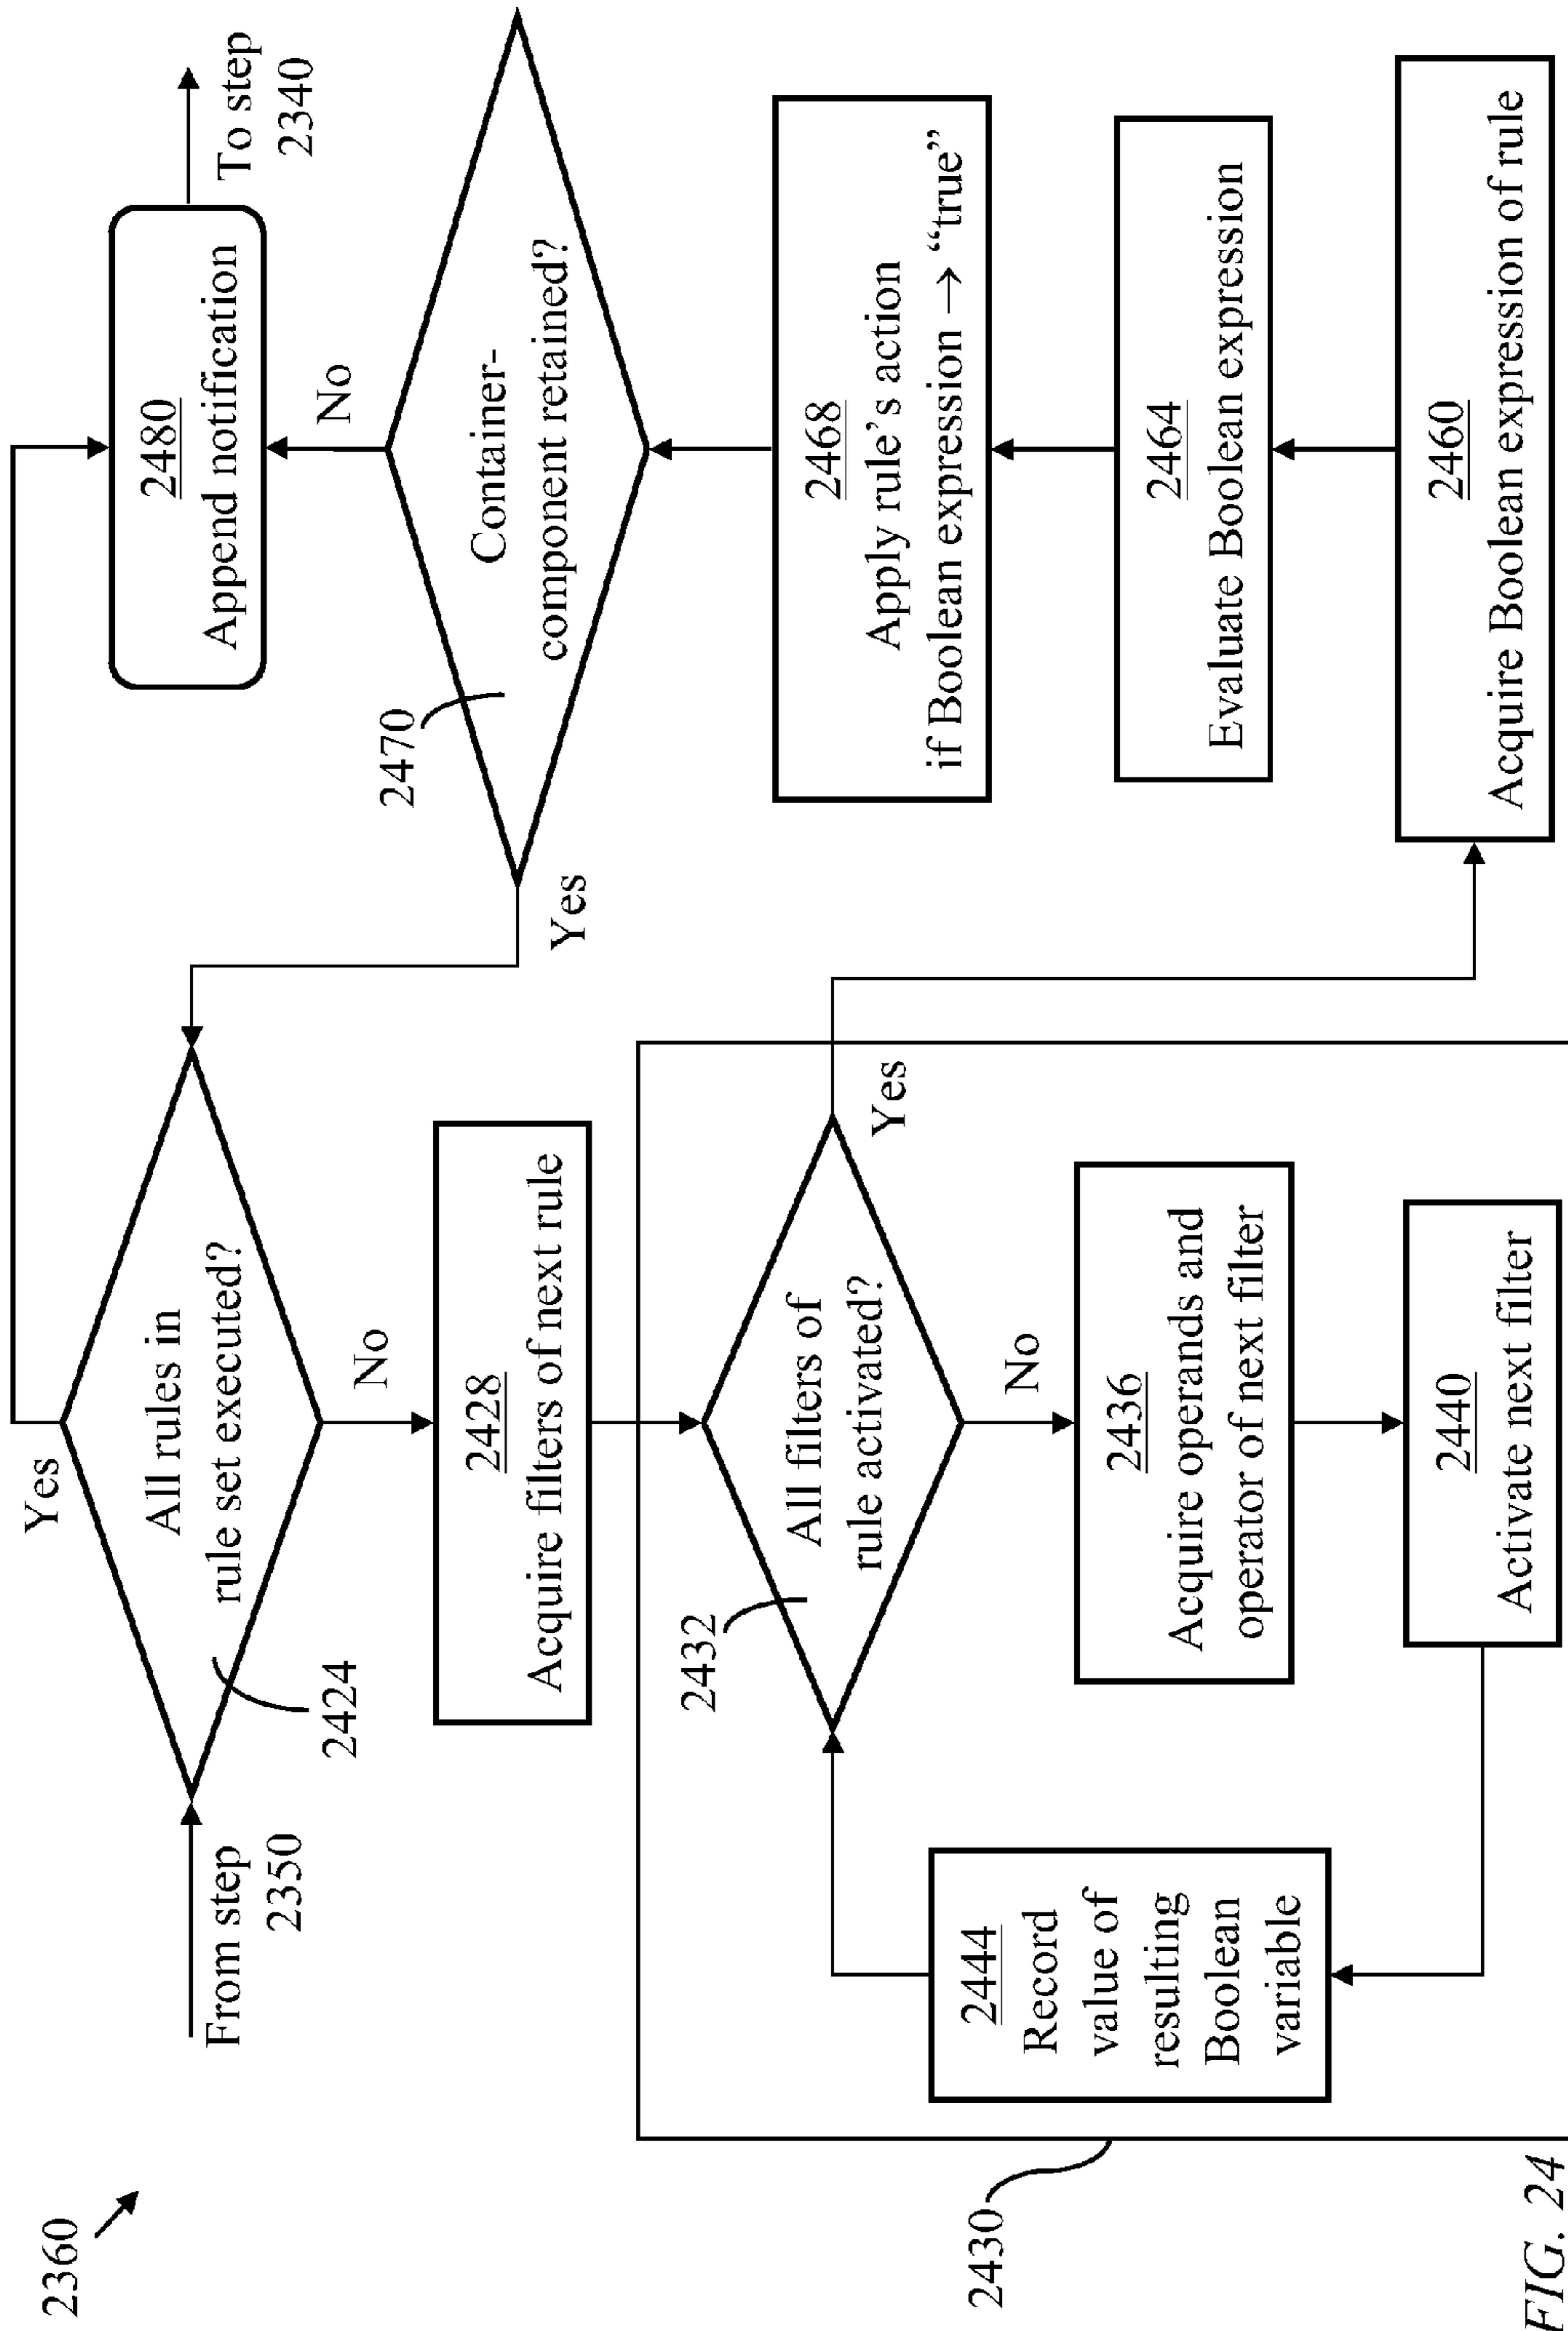 2360
From step
2350
2424
Yes
All rules in
rule set executed?
No
2428
Acquire filters of next rule
2430
2432
All filters of
rule activated?
Yes
No
2436
Acquire operands and
operator of next filter
2440
Activate next filter
2444
Record
value of
resulting
Boolean
variable
2480
Append notification
To step
2340
No
2470
Container-
component retained?
Yes
2468
Apply rule's action
if Boolean expression → “true”
2464
Evaluate Boolean expression
2460
Acquire Boolean expression of rule
FIG. 24